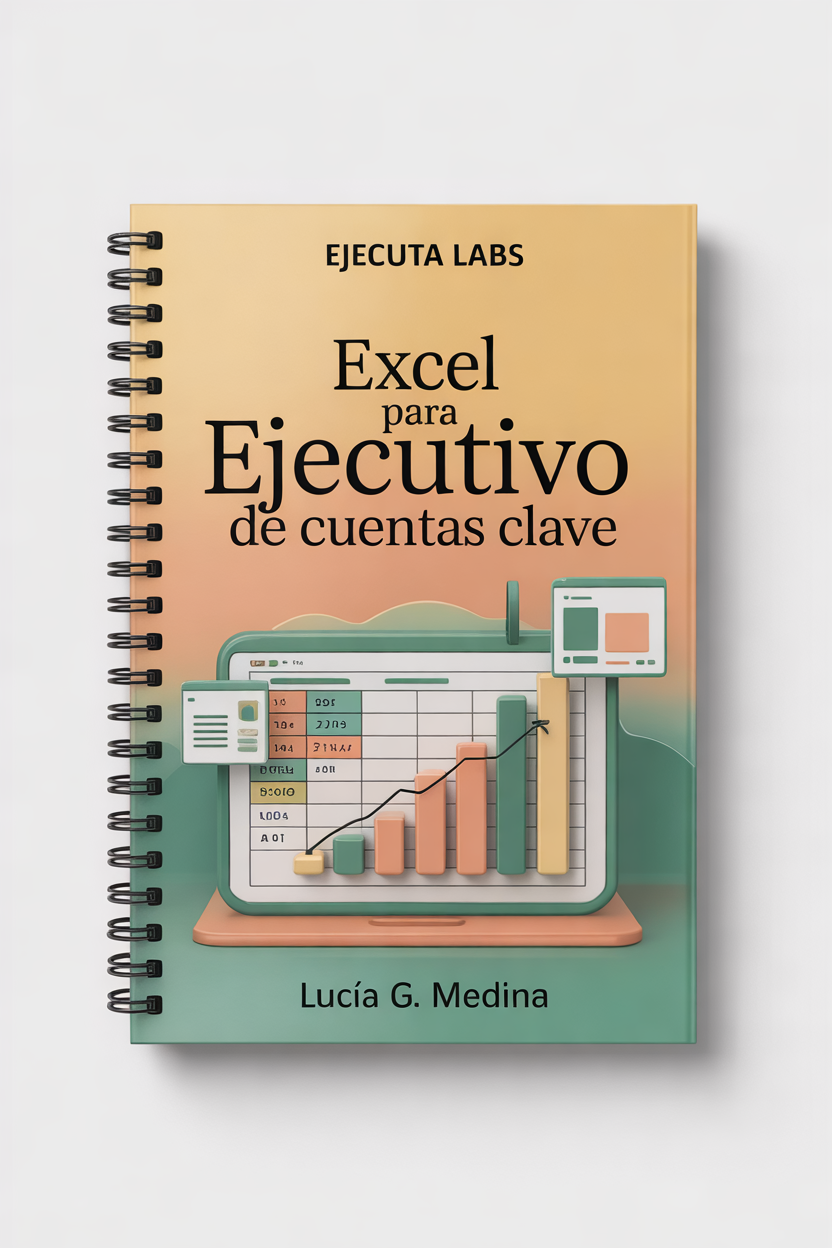 EJECUTA LABS
Excel
para
Ejecutivo
de cuentas clave
Lucía G. Medina